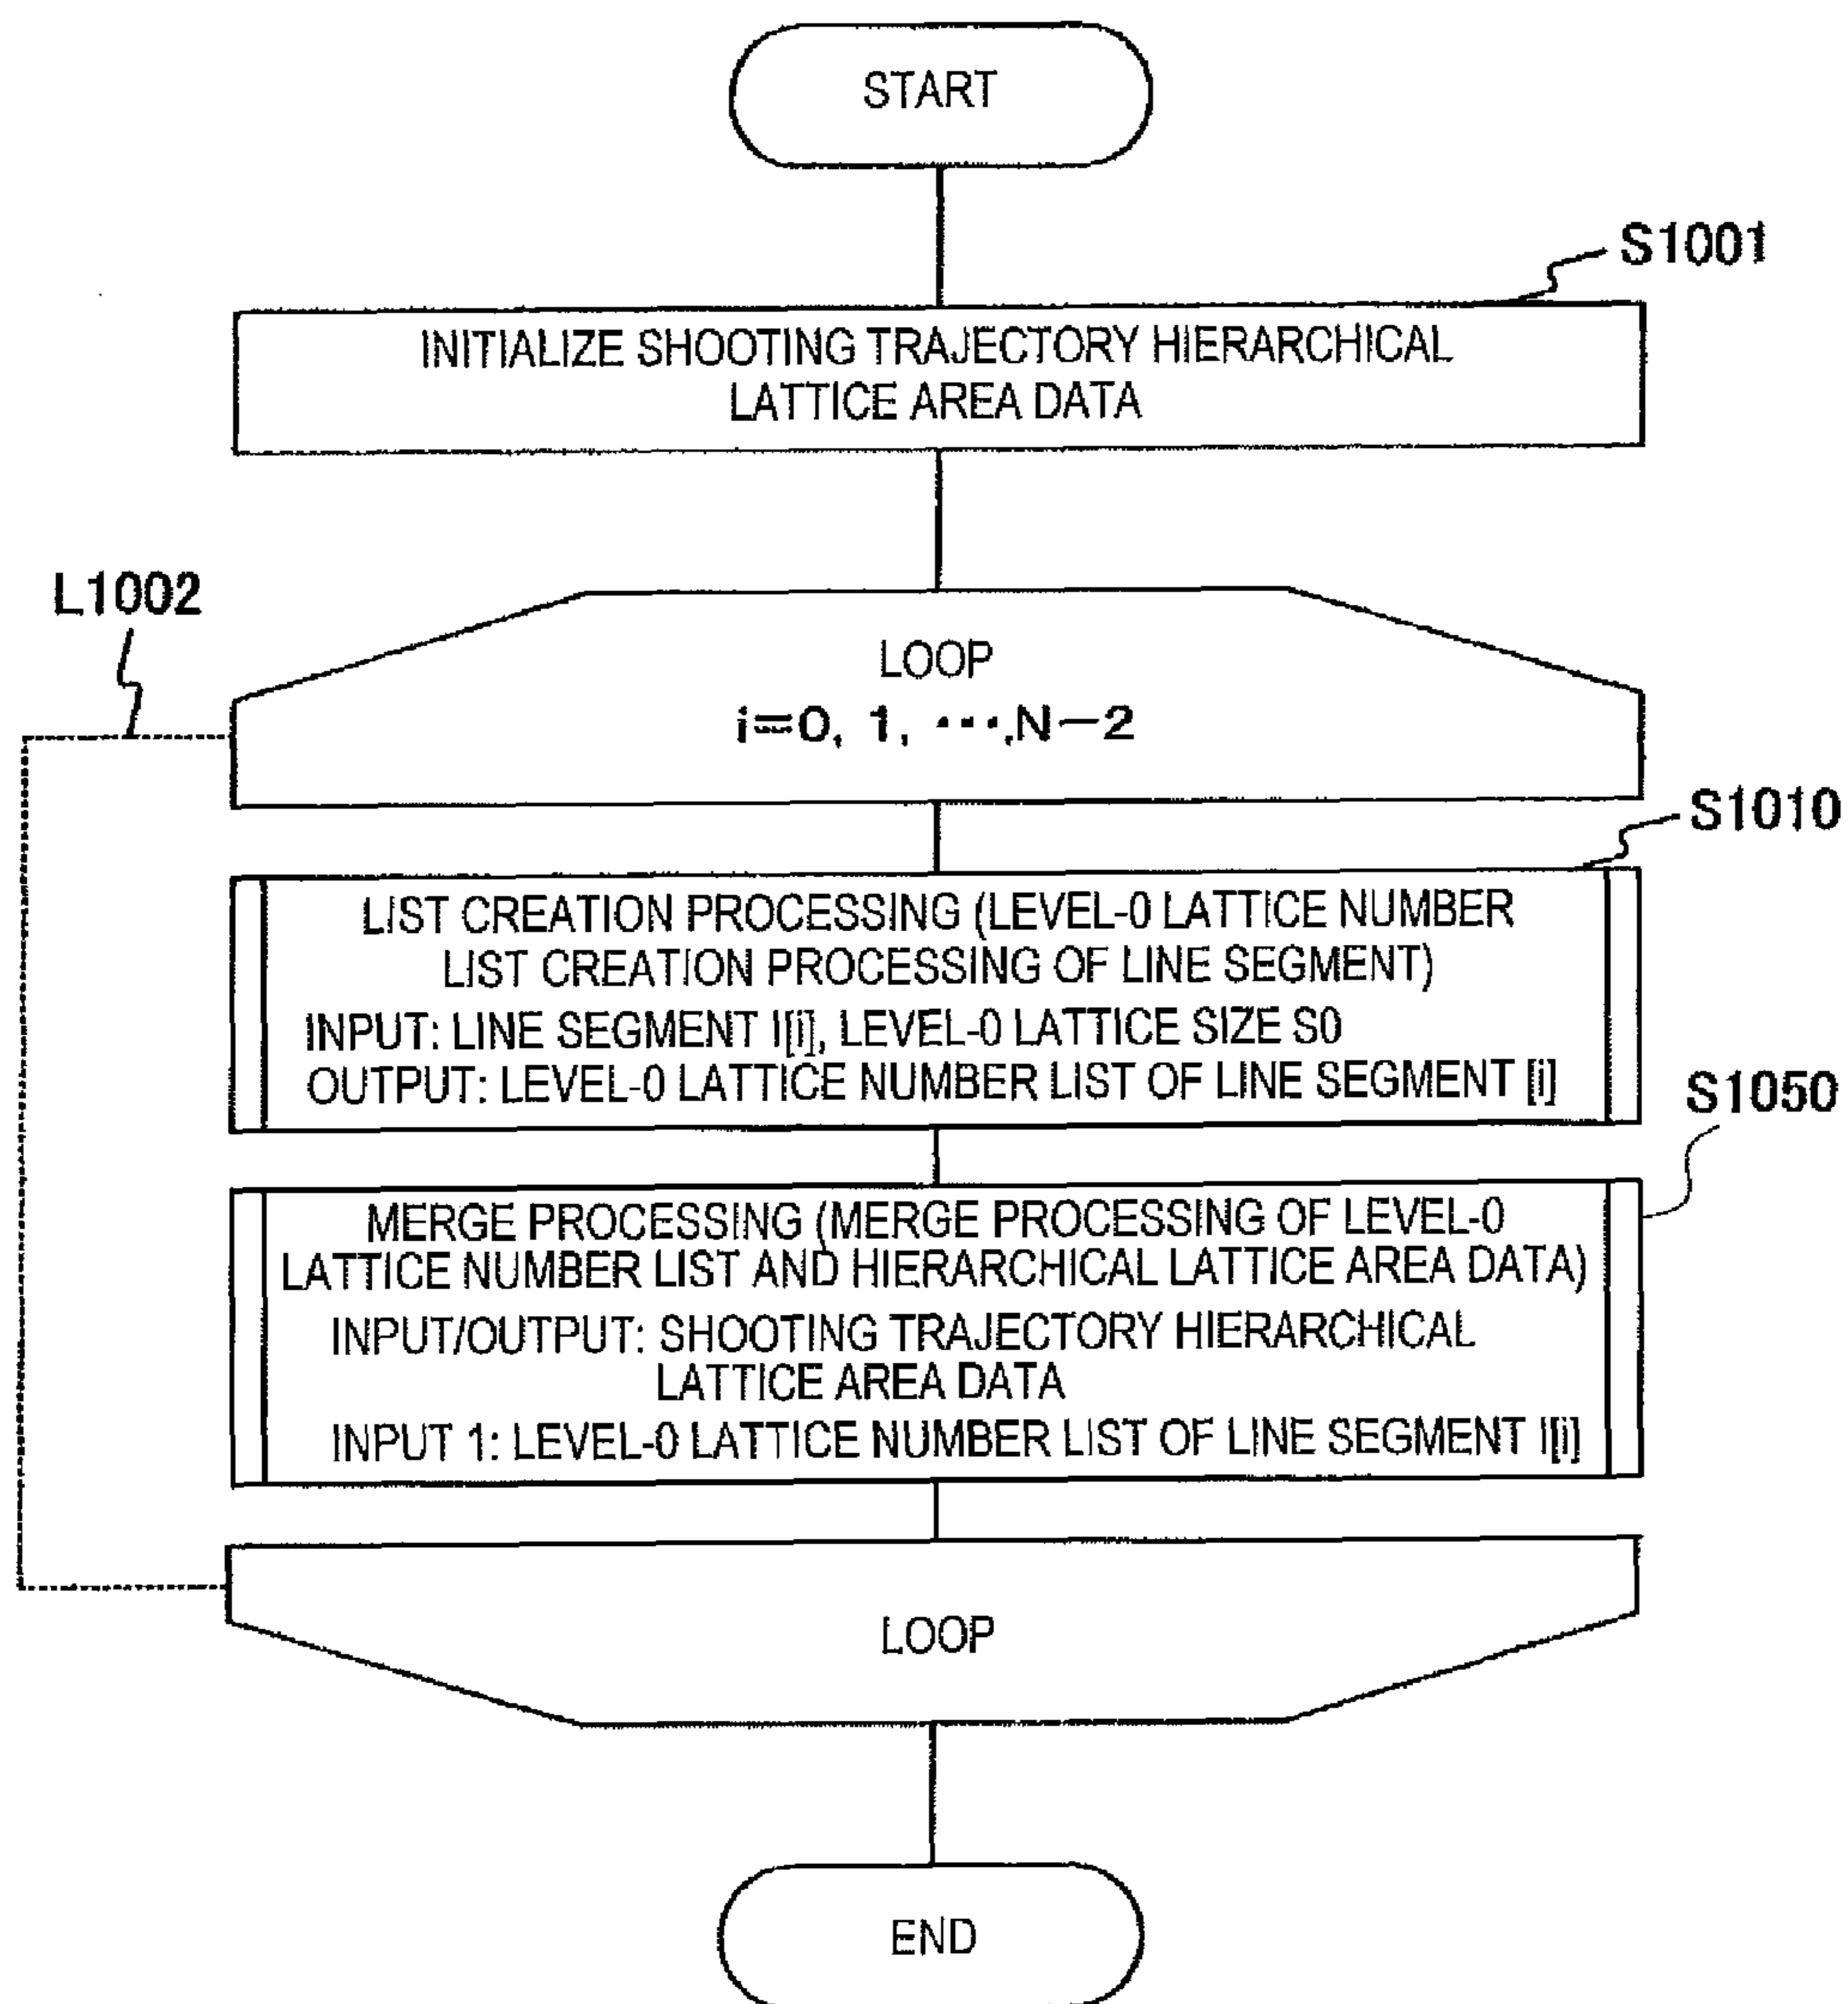 START
S1001
INITIALIZE SHOOTING TRAJECTORY HIERARCHICAL
LATTICE AREA DATA
L1002
LOOP
i=0, 1, ···,N-2
S1010
LIST CREATION PROCESSING (LEVEL-0 LATTICE NUMBER
LIST CREATION PROCESSING OF LINE SEGMENT)
INPUT: LINE SEGMENT l[i], LEVEL-0 LATTICE SIZE S0
OUTPUT: LEVEL-0 LATTICE NUMBER LIST OF LINE SEGMENT [i]
S1050
MERGE PROCESSING (MERGE PROCESSING OF LEVEL-0
LATTICE NUMBER LIST AND HIERARCHICAL LATTICE AREA DATA)
INPUT/OUTPUT: SHOOTING TRAJECTORY HIERARCHICAL
LATTICE AREA DATA
INPUT 1: LEVEL-0 LATTICE NUMBER LIST OF LINE SEGMENT l[i]
LOOP
END